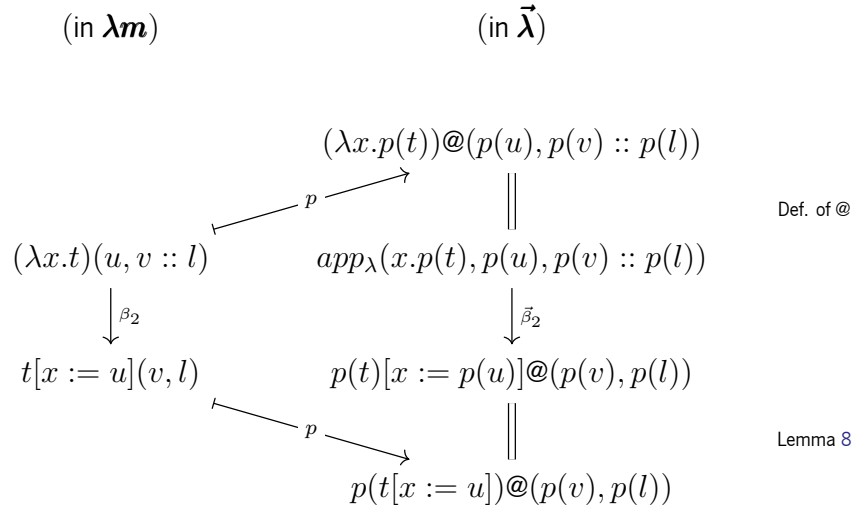 (in λm) (in λ⃗)
(λx.p(t))@(p(u), p(v) :: p(l))
p
Def. of @
(λx.t)(u, v :: l) app_λ(x.p(t), p(u), p(v) :: p(l))
β₂ β⃗₂
t[x := u](v, l) p(t)[x := p(u)]@(p(v), p(l))
p
Lemma 8
p(t[x := u])@(p(v), p(l))